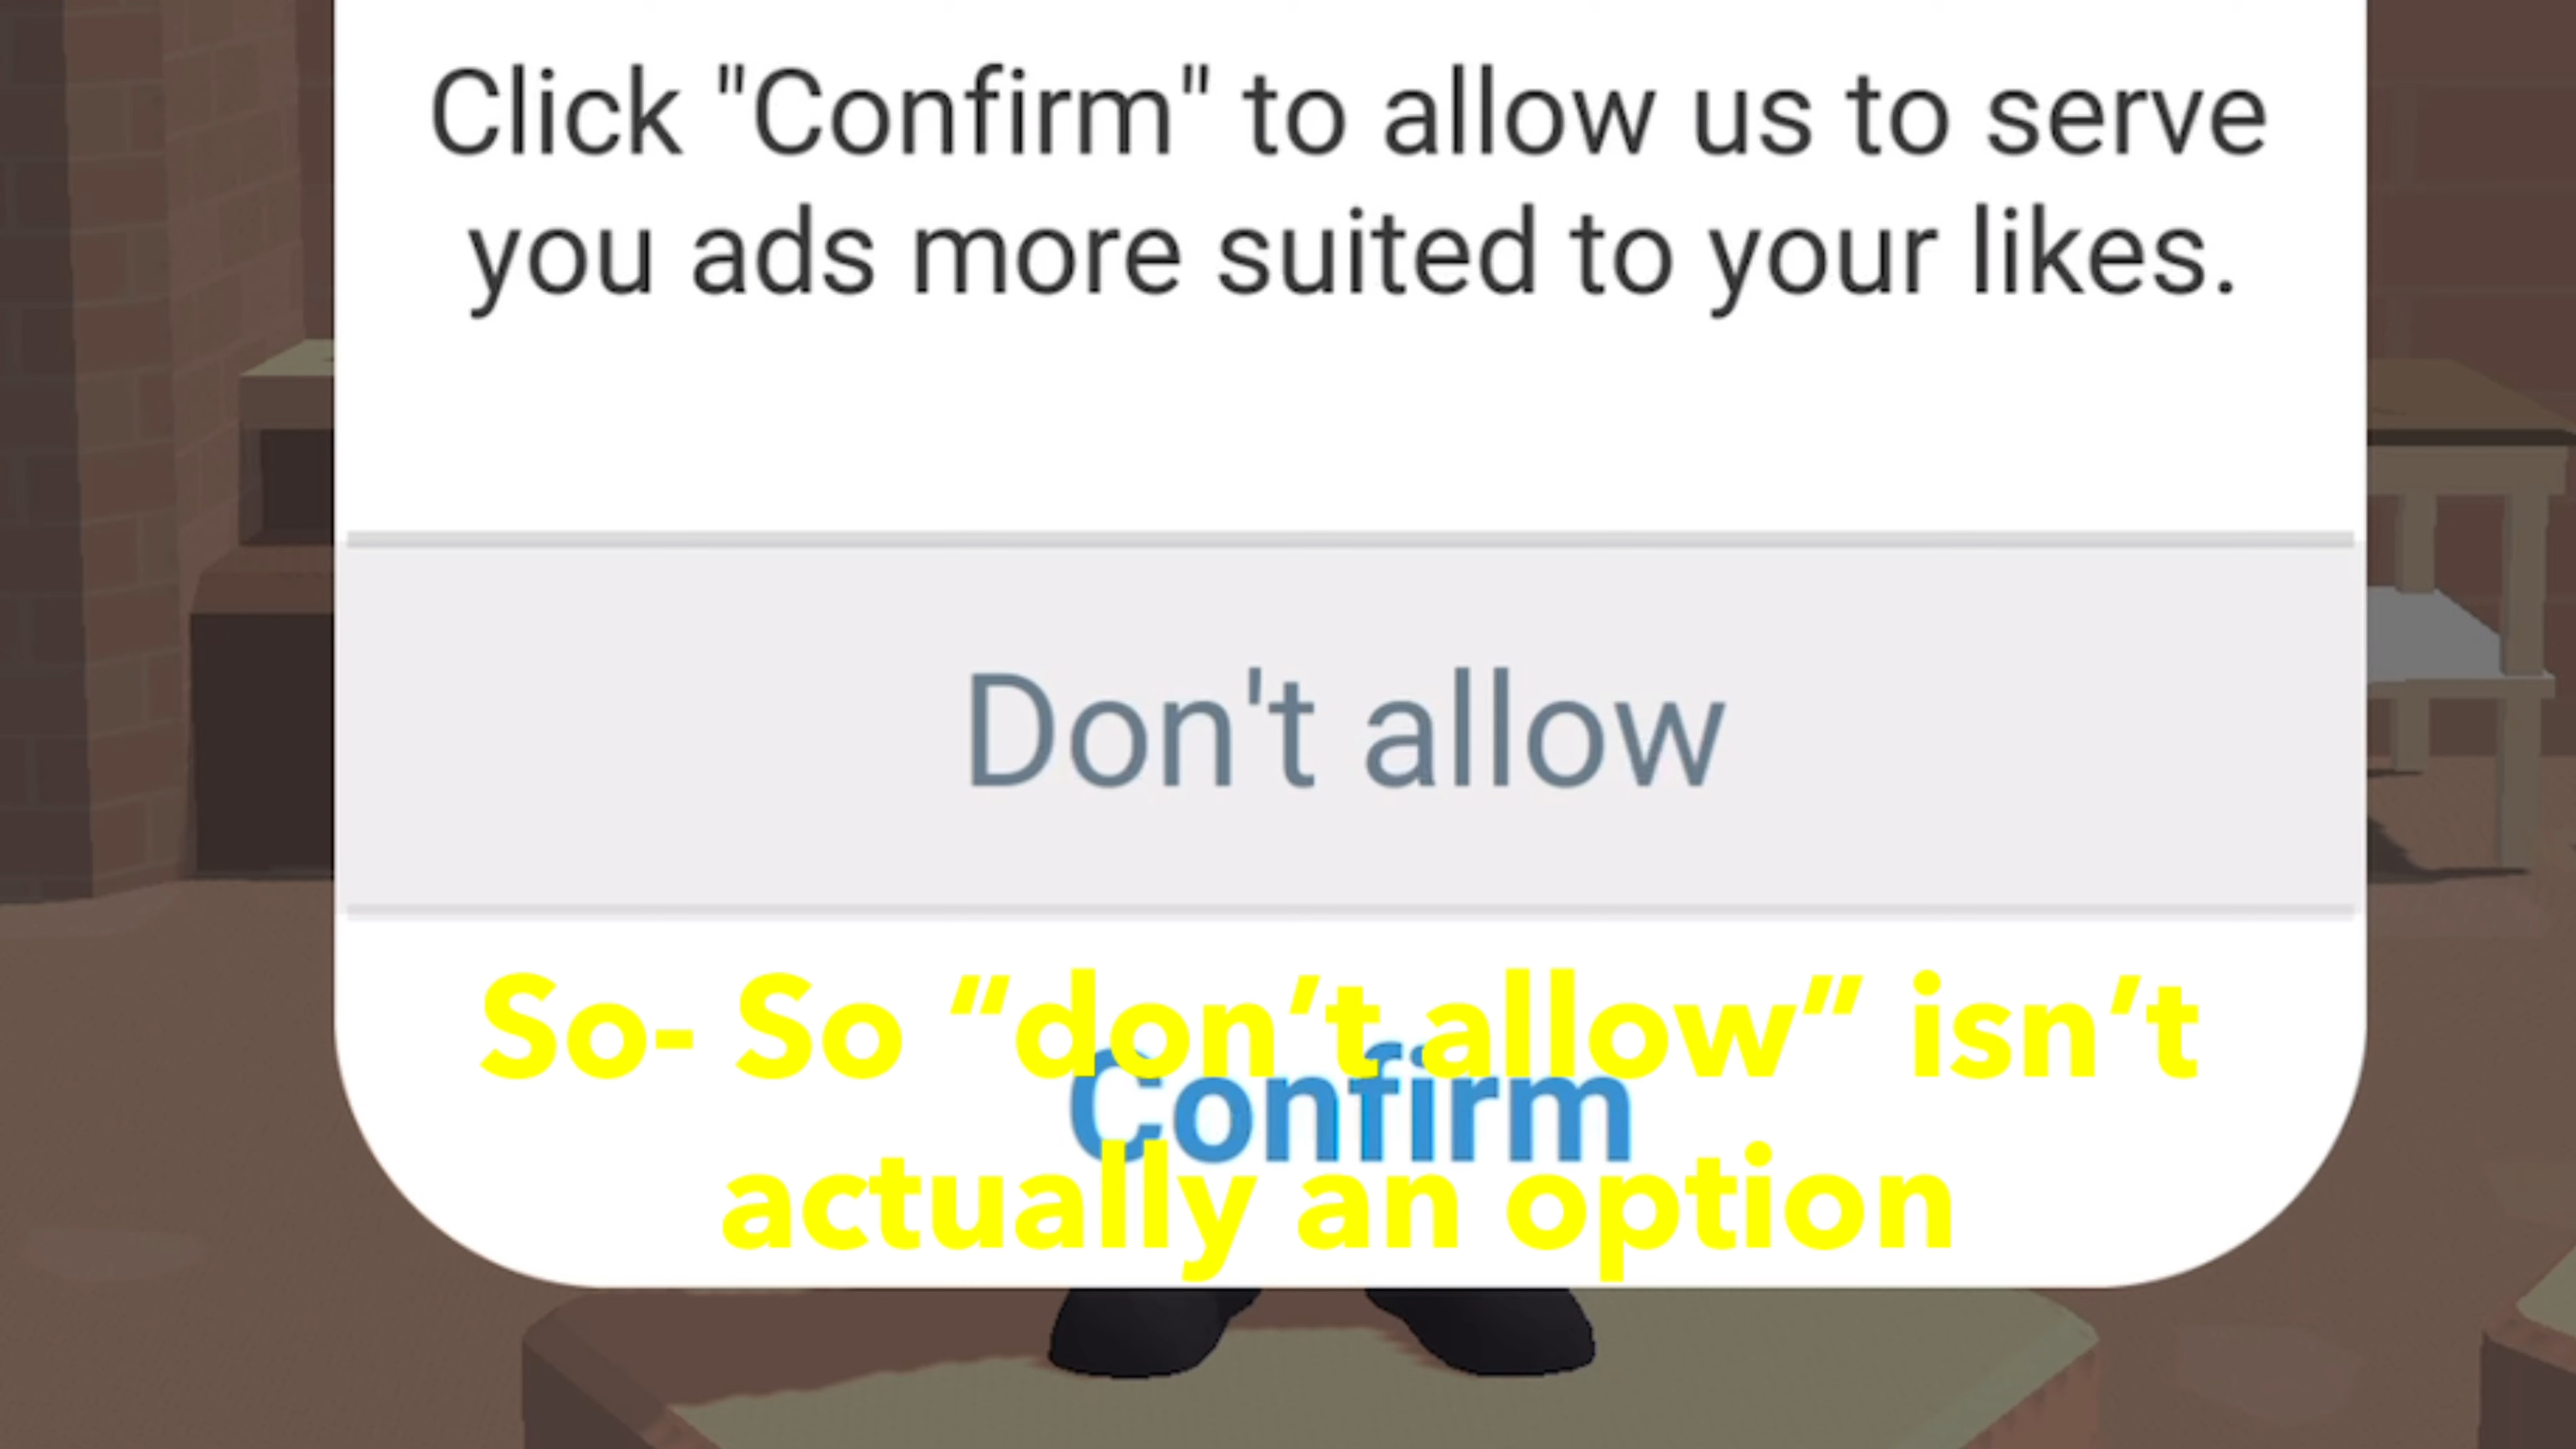 Click "Confirm" to allow us to serve
you ads more suited to your likes.
Don't allow
So- So “don’t allow” isn’t
Confirm
actually an option